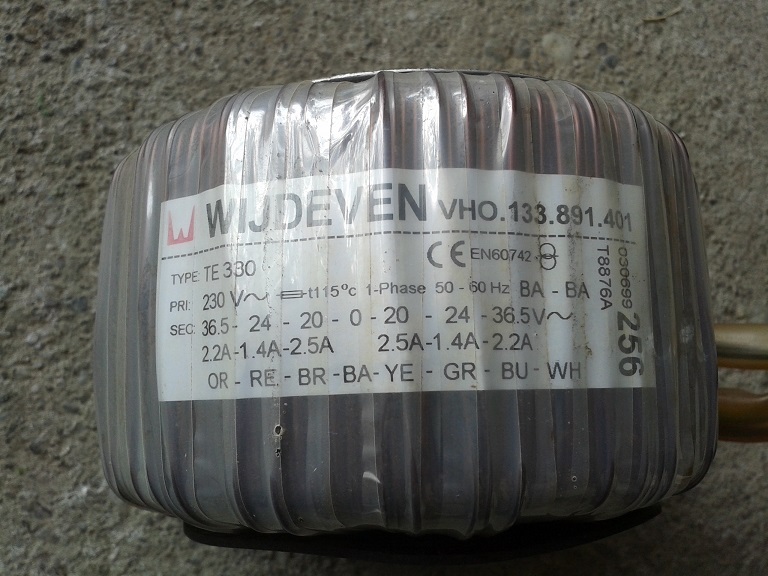 WIJDEVEN VHO.133.891.401
TYPE: TE 330 CE EN60742
PRI: 230 V~ t115°c 1-Phase 50 - 60 Hz BA - BA
SEC: 36.5 - 24 - 20 - 0 - 20 - 24 - 36.5V~
2.2A-1.4A-2.5A 2.5A-1.4A-2.2A
OR - RE - BR - BA- YE - GR - BU - WH
030699 256
T8876A